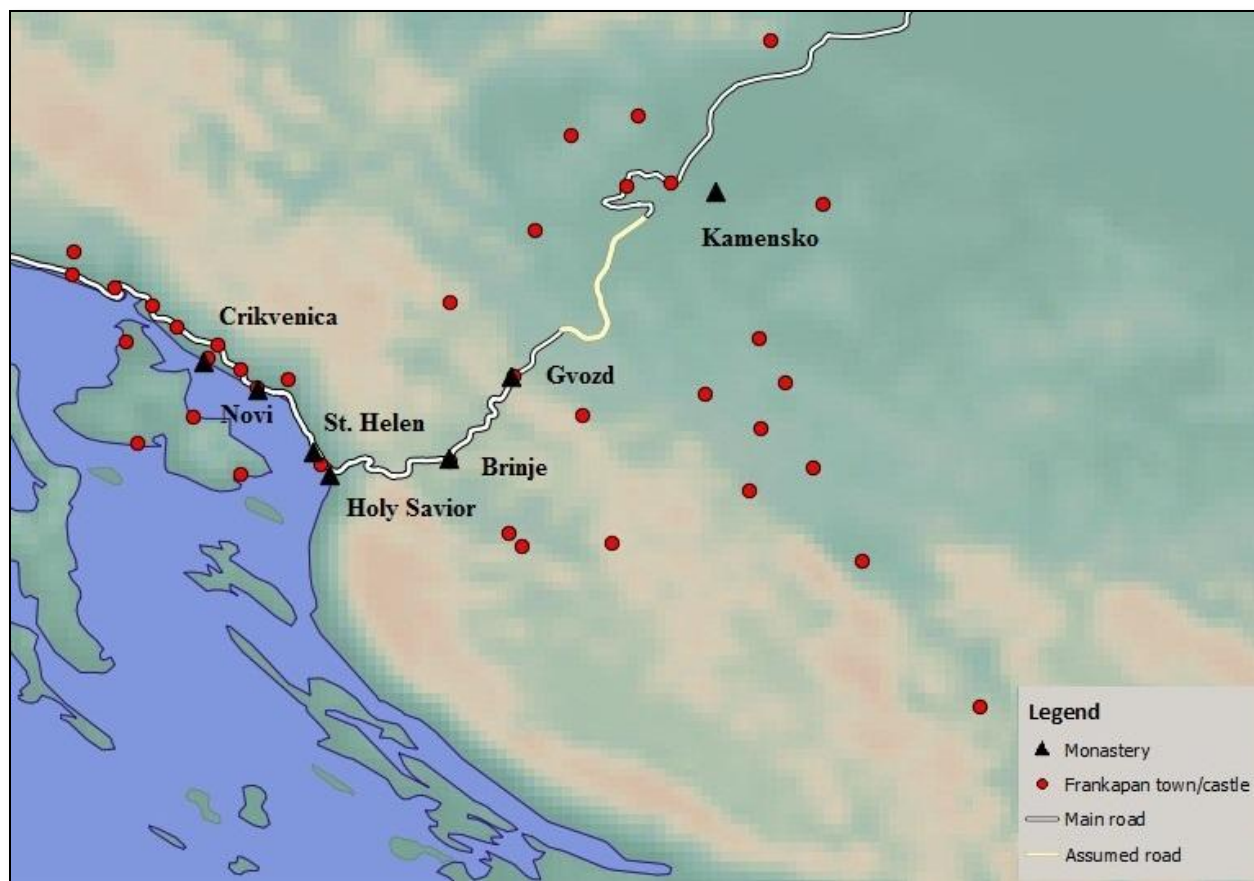 Kamensko
Crikvenica
Gvozd
Novi
St. Helen
Brinje
Holy Savior
Legend
Monastery
Frankapan town/castle
Main road
Assumed road